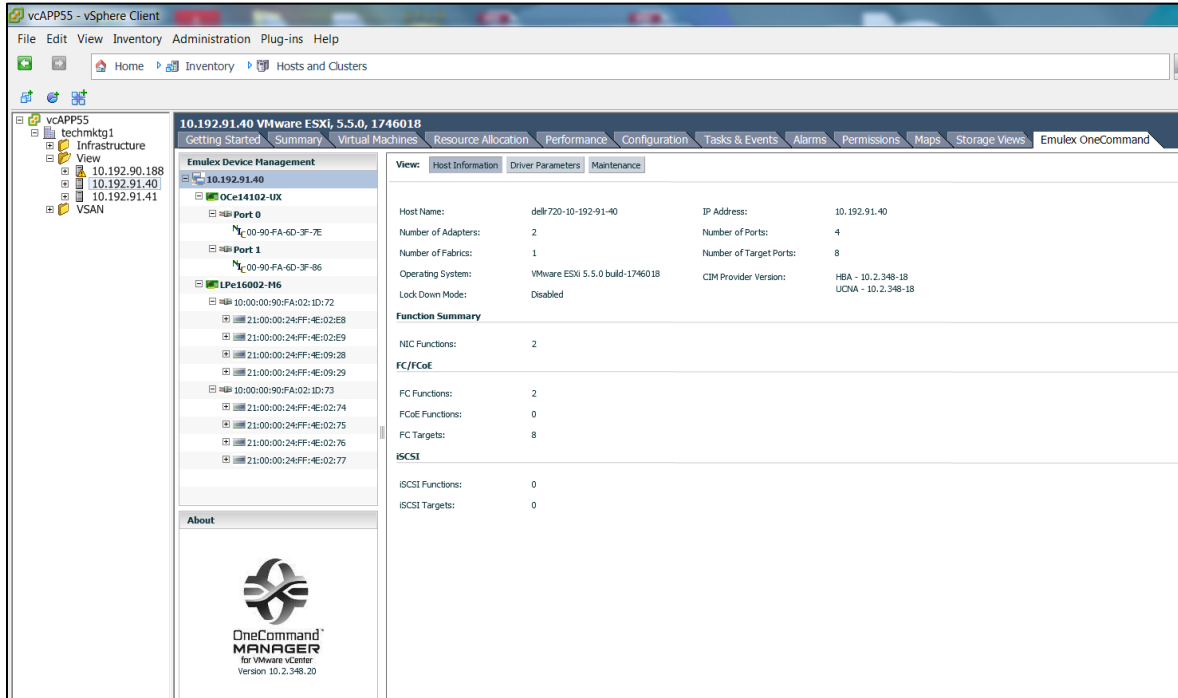 vcAPP55 - vSphere Client
File Edit View Inventory Administration Plug-ins Help
Home Inventory Hosts and Clusters
vcAPP55
techmktg1
Infrastructure
View
10.192.90.188
10.192.91.40
10.192.91.41
VSAN
10.192.91.40 VMware ESXi, 5.5.0, 1746018
Getting Started Summary Virtual Machines Resource Allocation Performance Configuration Tasks & Events Alarms Permissions Maps Storage Views Emulex OneCommand
Emulex Device Management
10.192.91.40
OCe14102-UX
Port 0
NIC 00-90-FA-6D-3F-7E
Port 1
NIC 00-90-FA-6D-3F-86
LPe16002-M6
10:00:00:90:FA:02:1D:72
21:00:00:24:FF:4E:02:E8
21:00:00:24:FF:4E:02:E9
21:00:00:24:FF:4E:09:28
21:00:00:24:FF:4E:09:29
10:00:00:90:FA:02:1D:73
21:00:00:24:FF:4E:02:74
21:00:00:24:FF:4E:02:75
21:00:00:24:FF:4E:02:76
21:00:00:24:FF:4E:02:77
About
OneCommand™
MANAGER
for VMware vCenter
Version 10.2.348.20
View: Host Information Driver Parameters Maintenance
Host Name: dellr720-10-192-91-40 IP Address: 10.192.91.40
Number of Adapters: 2 Number of Ports: 4
Number of Fabrics: 1 Number of Target Ports: 8
Operating System: VMware ESXi 5.5.0 build-1746018 CIM Provider Version: HBA - 10.2.348-18
UCNA - 10.2.348-18
Lock Down Mode: Disabled
Function Summary
NIC Functions: 2
FC/FCoE
FC Functions: 2
FCoE Functions: 0
FC Targets: 8
iSCSI
iSCSI Functions: 0
iSCSI Targets: 0